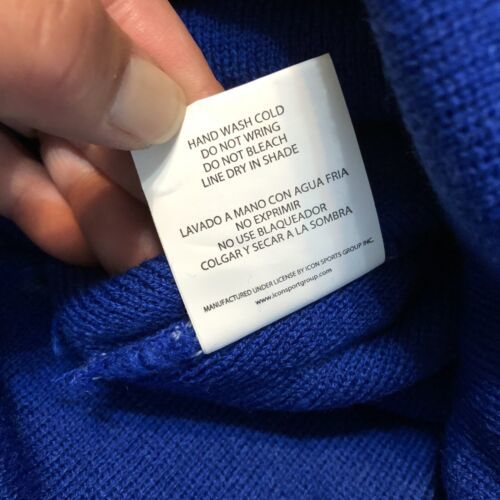 HAND WASH COLD
DO NOT WRING
DO NOT BLEACH
LINE DRY IN SHADE
LAVADO A MANO CON AGUA FRIA
NO EXPRIMIR
NO USE BLAQUEADOR
COLGAR Y SECAR A LA SOMBRA
MANUFACTURED UNDER LICENSE BY ICON SPORTS GROUP INC.
www.iconsportgroup.com